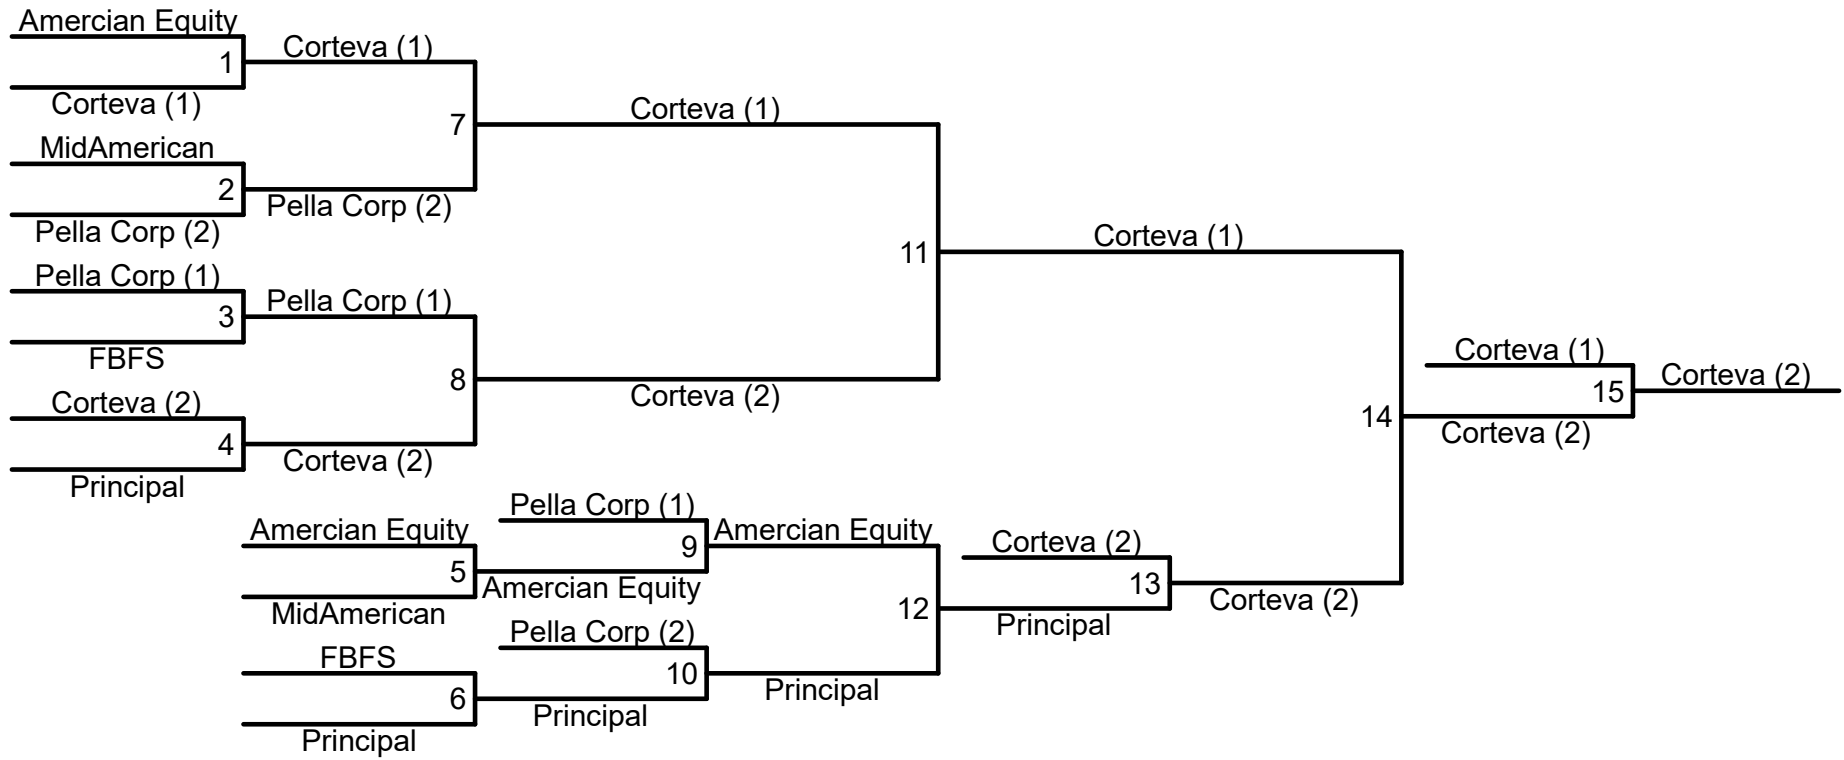 Amercian Equity
1
Corteva (1)
Corteva (1)
7
Corteva (1)
MidAmerican
2
Pella Corp (2)
Pella Corp (2)
Pella Corp (1)
3
Pella Corp (1)
FBFS
8
Corteva (2)
Corteva (2)
4
Corteva (2)
Principal
11
Corteva (1)
14
Corteva (1)
15
Corteva (2)
Corteva (2)
Amercian Equity
5
MidAmerican
Pella Corp (1)
9
Amercian Equity
Amercian Equity
FBFS
6
Principal
Pella Corp (2)
10
Principal
Principal
12
Corteva (2)
13
Principal
Corteva (2)